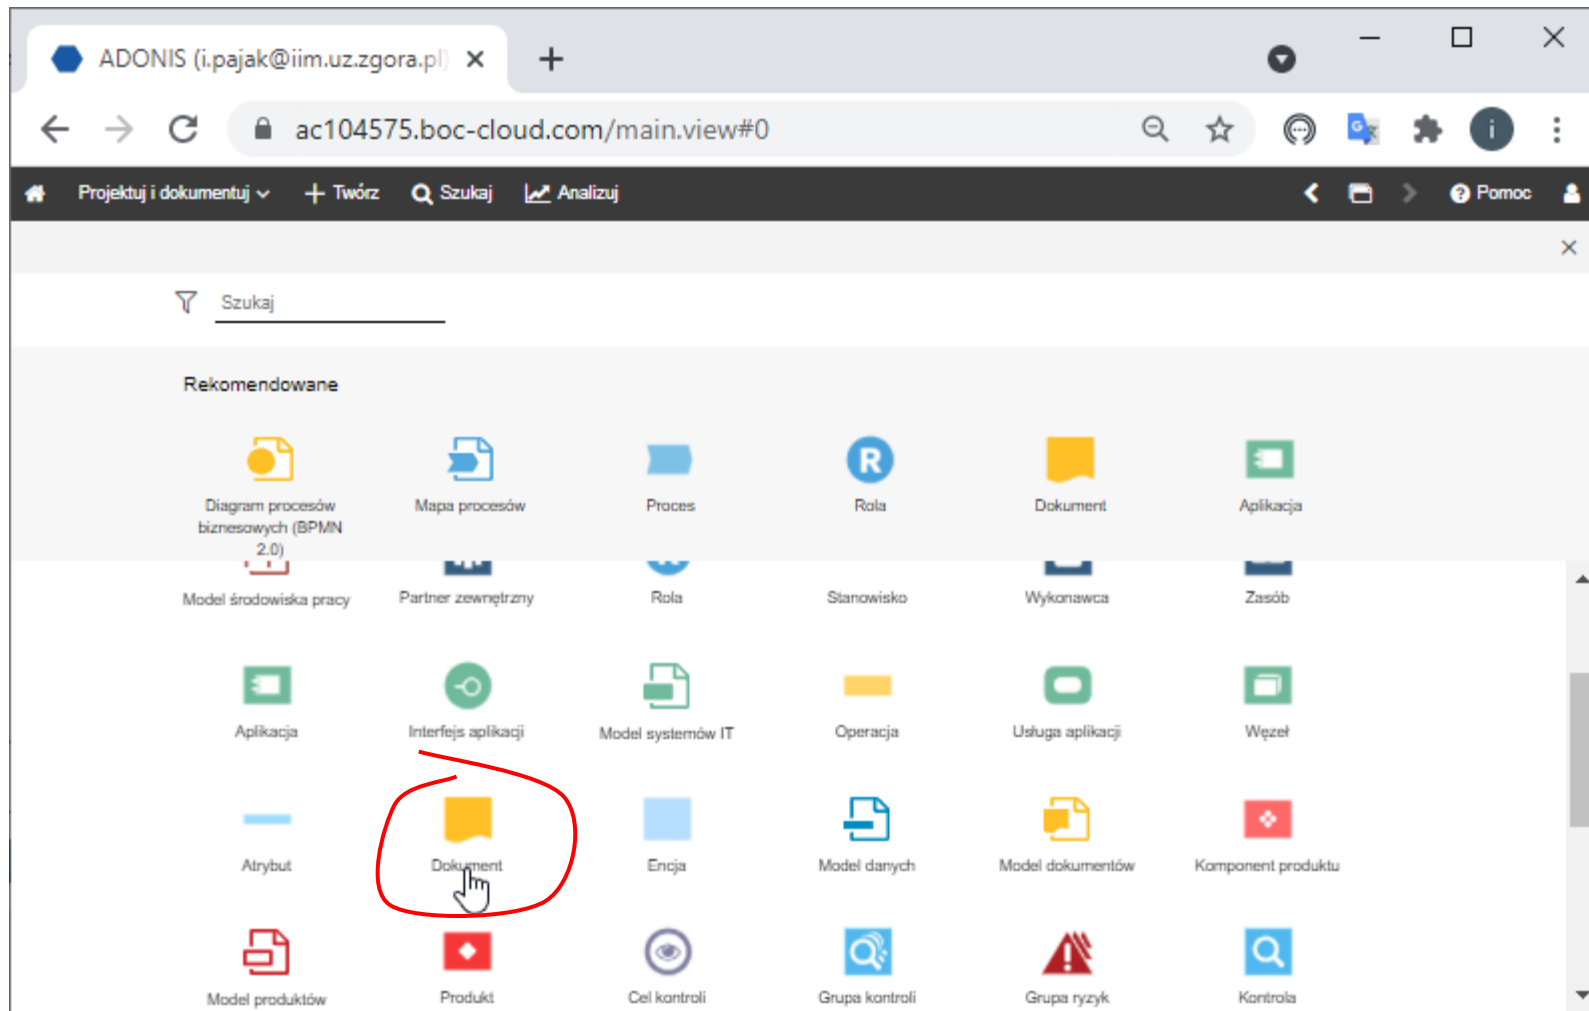 ADONIS (i.pajak@iim.uz.zgora.pl)
ac104575.boc-cloud.com/main.view#0
i
Projektuj i dokumentuj
Twórz
Szukaj
Analizuj
Pomoc
Szukaj
Rekomendowane
Diagram procesów
biznesowych (BPMN
2.0)
Mapa procesów
Proces
R
Rola
Dokument
Aplikacja
Model środowiska pracy
Partner zewnętrzny
Rola
Stanowisko
Wykonawca
Zasób
Aplikacja
Interfejs aplikacji
Model systemów IT
Operacja
Usługa aplikacji
Węzeł
Atrybut
Dokument
Encja
Model danych
Model dokumentów
Komponent produktu
Model produktów
Produkt
Cel kontroli
Grupa kontroli
Grupa ryzyk
Kontrola